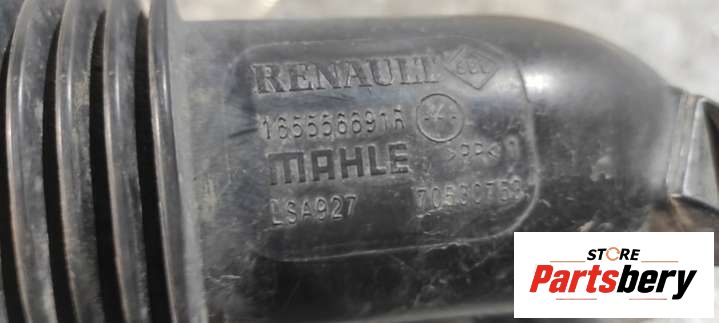 RENAULT
165556691R
MAHLE >PP<
LSA927 70530753
STORE
Partsbery